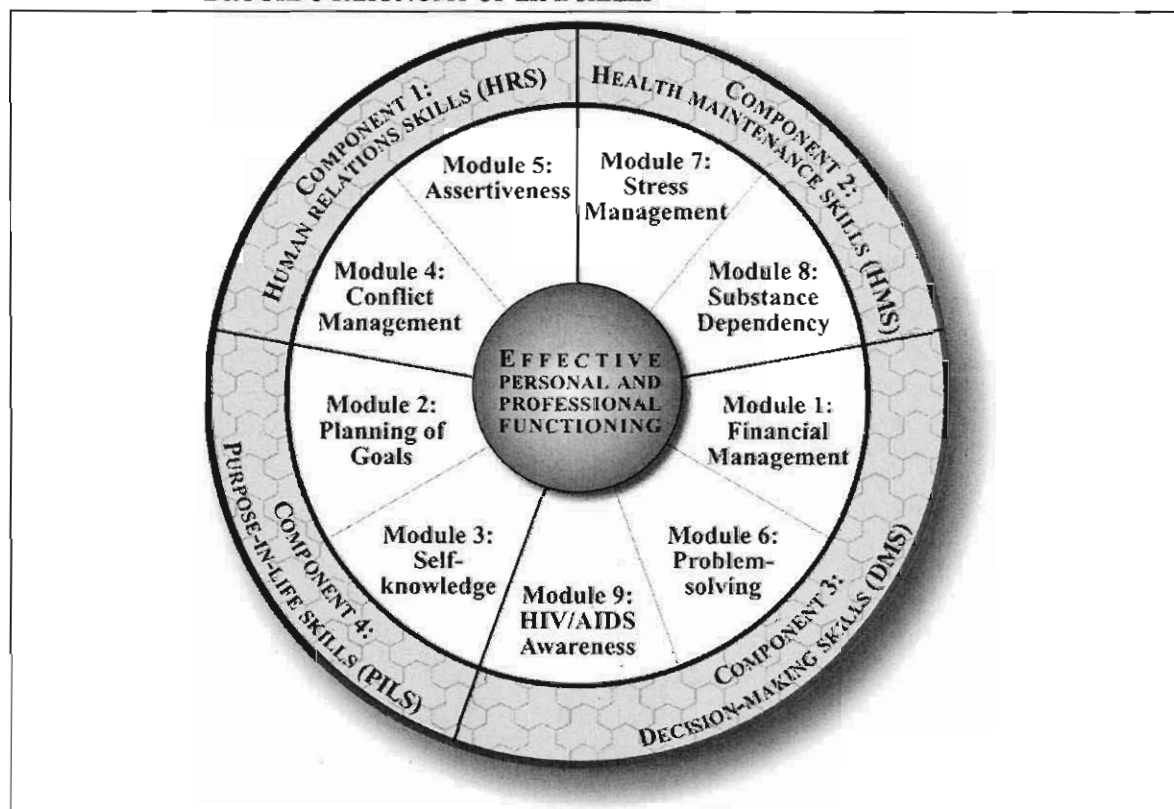 COMPONENT 1:
HUMAN RELATIONS SKILLS (HRS)
COMPONENT 2:
HEALTH MAINTENANCE SKILLS (HMS)
Module 5:
Assertiveness
Module 7:
Stress
Management
Module 4:
Conflict
Management
Module 8:
Substance
Dependency
EFFECTIVE
PERSONAL AND
PROFESSIONAL
FUNCTIONING
Module 2:
Planning of
Goals
Module 1:
Financial
Management
Module 3:
Self-
knowledge
Module 9:
HIV/AIDS
Awareness
Module 6:
Problem-
solving
COMPONENT 4:
PURPOSE-IN-LIFE SKILLS (PILS)
COMPONENT 3:
DECISION-MAKING SKILLS (DMS)